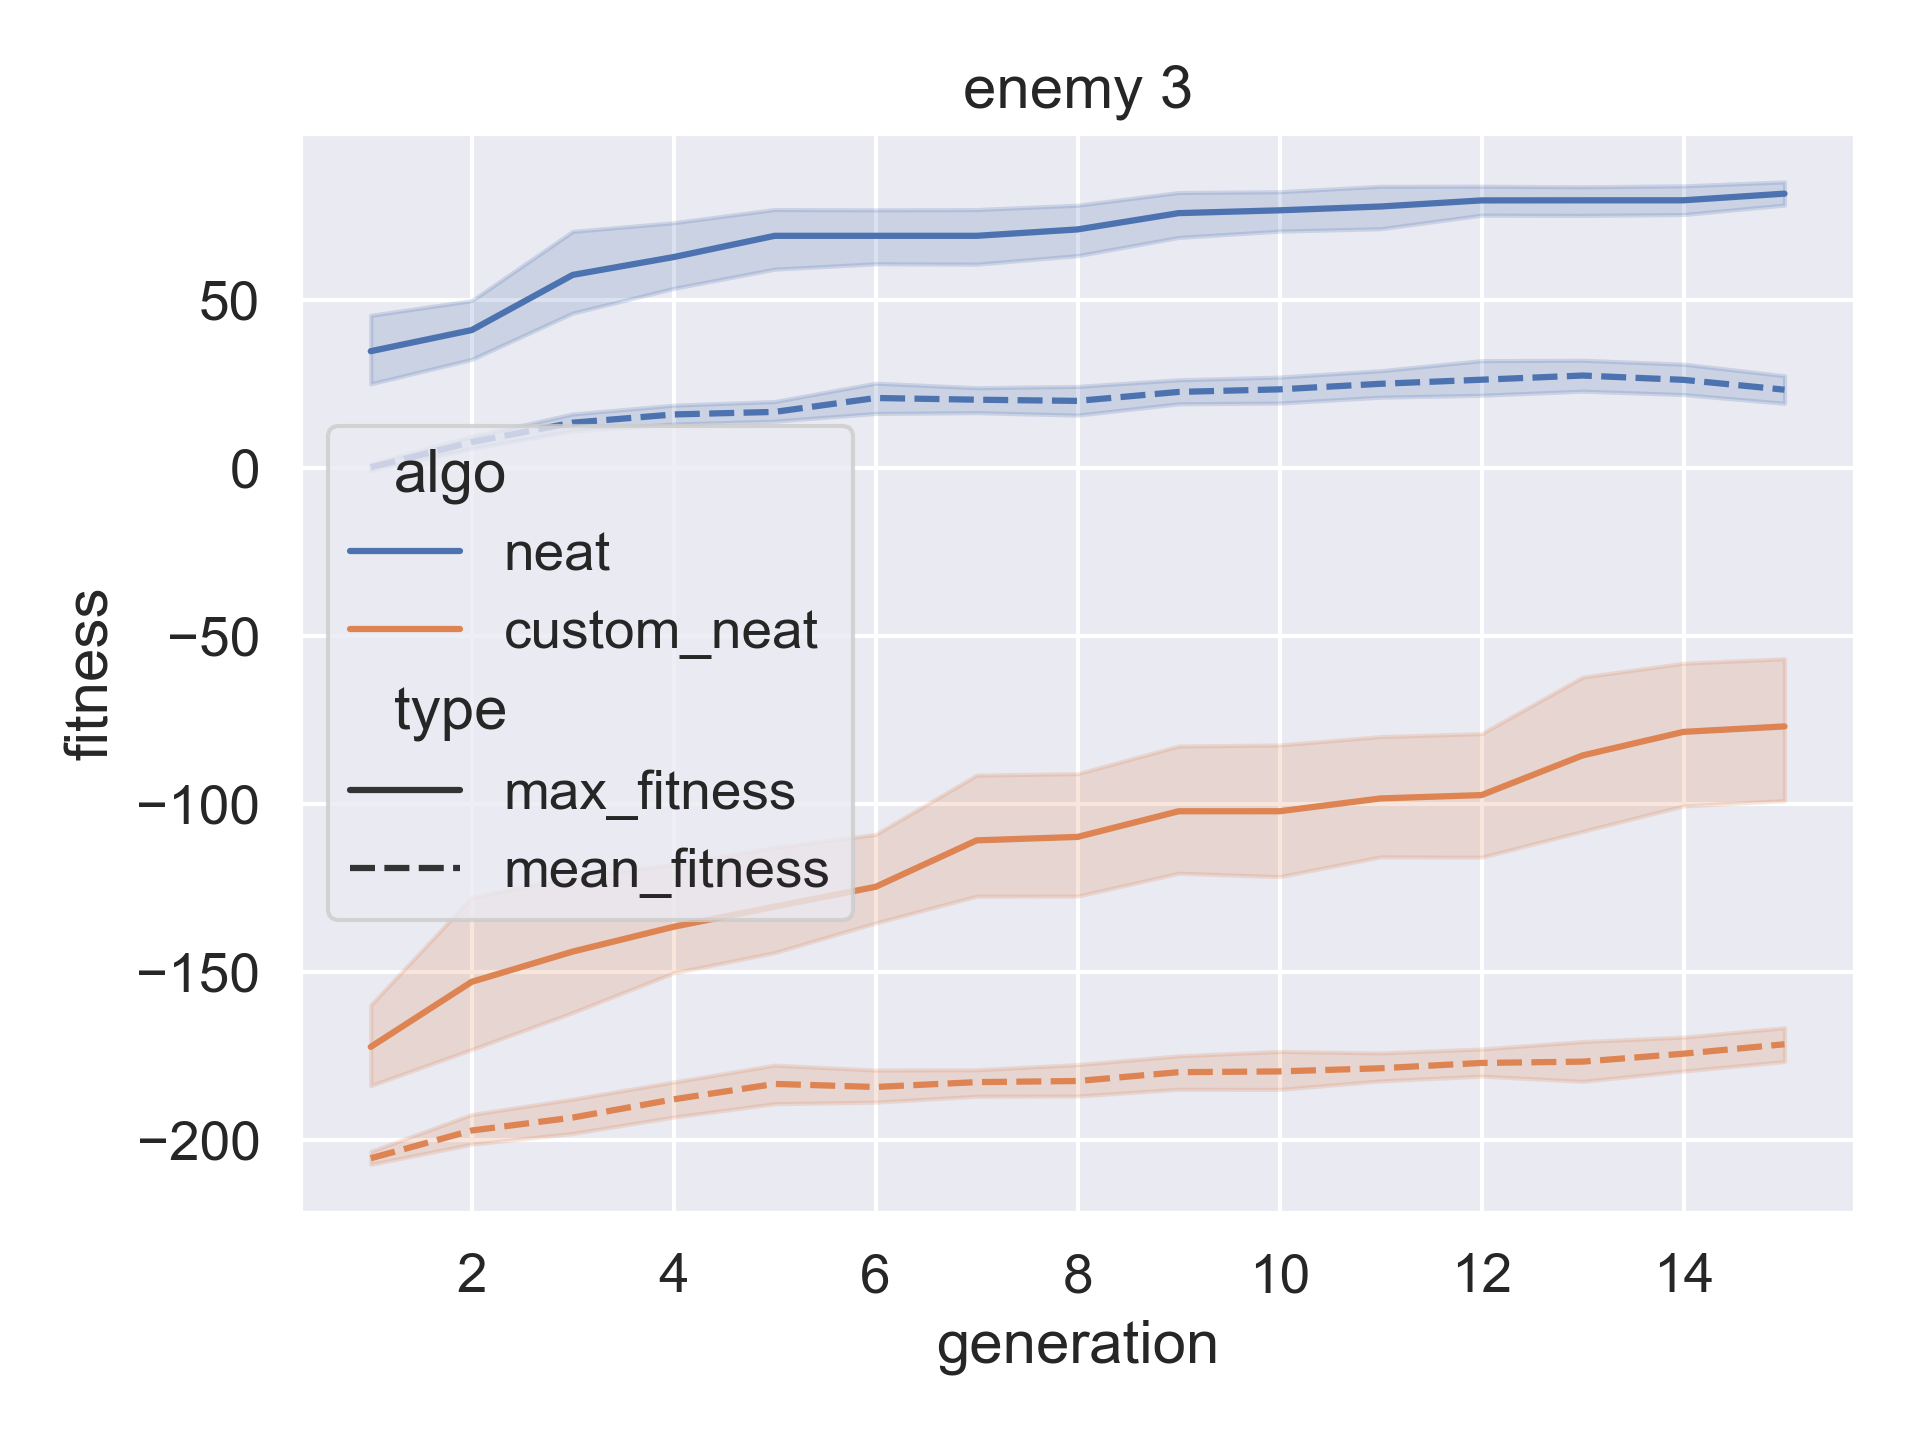 enemy 3
fitness
50
0
−50
−100
−150
−200
algo
neat
custom_neat
type
max_fitness
mean_fitness
2 4 6 8 10 12 14
generation